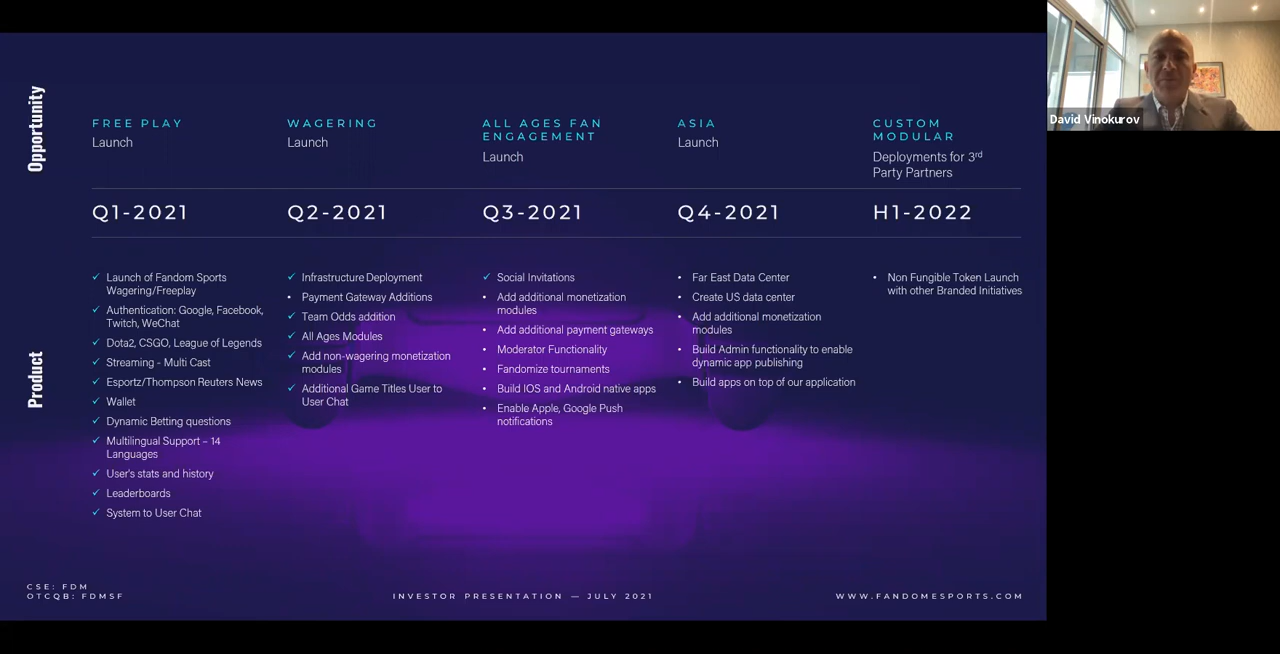 Opportunity
FREE PLAY
Launch
WAGERING
Launch
ALL AGES FAN
ENGAGEMENT
Launch
ASIA
Launch
CUSTOM
MODULAR
Deployments for 3rd
Party Partners
Q1-2021
Q2-2021
Q3-2021
Q4-2021
H1-2022
Product
✓ Launch of Fandom Sports
Wagering/Freeplay
✓ Authentication: Google, Facebook,
Twitch, WeChat
✓ Dota2, CSGO, League of Legends
✓ Streaming - Multi Cast
✓ Esportz/Thompson Reuters News
✓ Wallet
✓ Dynamic Betting questions
✓ Multilingual Support – 14
Languages
✓ User's stats and history
✓ Leaderboards
✓ System to User Chat
✓ Infrastructure Deployment
• Payment Gateway Additions
✓ Team Odds addition
✓ All Ages Modules
✓ Add non-wagering monetization
modules
✓ Additional Game Titles User to
User Chat
✓ Social Invitations
• Add additional monetization
modules
• Add additional payment gateways
• Moderator Functionality
• Fandomize tournaments
• Build IOS and Android native apps
• Enable Apple, Google Push
notifications
• Far East Data Center
• Create US data center
• Add additional monetization
modules
• Build Admin functionality to enable
dynamic app publishing
• Build apps on top of our application
• Non Fungible Token Launch
with other Branded Initiatives
CSE: FDM
OTCQB: FDMSF
INVESTOR PRESENTATION — JULY 2021
WWW.FANDOMESPORTS.COM
David Vinokurov